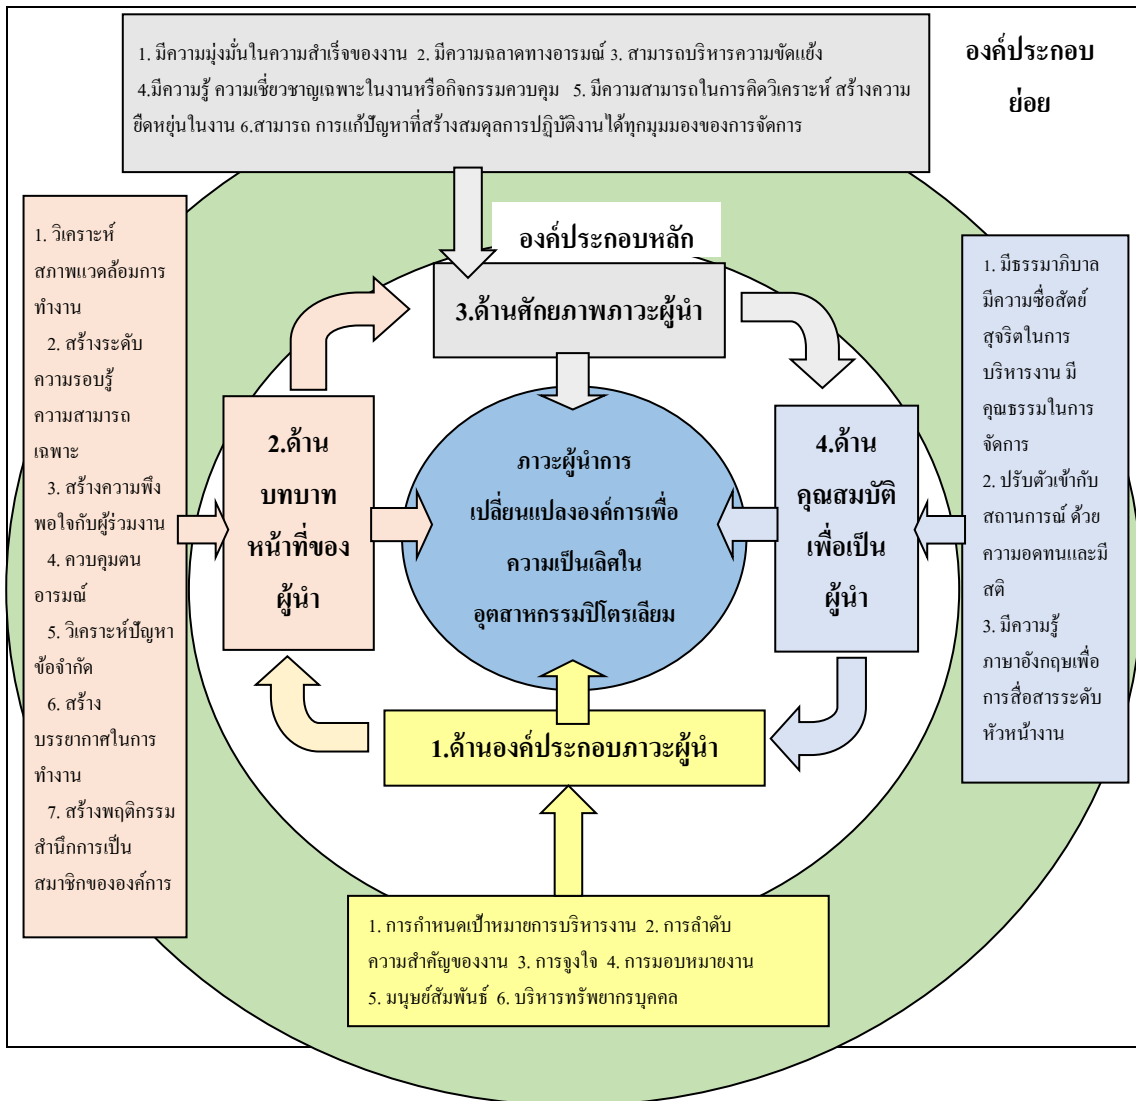 1. มีความมุ่งมั่นในความสำเร็จของงาน 2. มีความฉลาดทางอารมณ์ 3. สามารถบริหารความขัดแย้ง
4.มีความรู้ ความเชี่ยวชาญเฉพาะในงานหรือกิจกรรมควบคุม 5. มีความสามารถในการคิดวิเคราะห์ สร้างความ
ยืดหยุ่นในงาน 6.สามารถ การแก้ปัญหาที่สร้างสมดุลการปฏิบัติงานได้ทุกมุมมองของการจัดการ
องค์ประกอบ
ย่อย
องค์ประกอบหลัก
3.ด้านศักยภาพภาวะผู้นำ
1. วิเคราะห์
สภาพแวดล้อมการ
ทำงาน
2. สร้างระดับ
ความรอบรู้
ความสามารถ
เฉพาะ
3. สร้างความพึง
พอใจกับผู้ร่วมงาน
4. ควบคุมตน
อารมณ์
5. วิเคราะห์ปัญหา
ข้อจำกัด
6. สร้าง
บรรยากาศในการ
ทำงาน
7. สร้างพฤติกรรม
สำนึกการเป็น
สมาชิกขององค์การ
2.ด้าน
บทบาท
หน้าที่ของ
ผู้นำ
ภาวะผู้นำการ
เปลี่ยนแปลงองค์การเพื่อ
ความเป็นเลิศใน
อุตสาหกรรมปิโตรเลียม
4.ด้าน
คุณสมบัติ
เพื่อเป็น
ผู้นำ
1. มีธรรมาภิบาล
มีความซื่อสัตย์
สุจริตในการ
บริหารงาน มี
คุณธรรมในการ
จัดการ
2. ปรับตัวเข้ากับ
สถานการณ์ ด้วย
ความอดทนและมี
สติ
3. มีความรู้
ภาษาอังกฤษเพื่อ
การสื่อสารระดับ
หัวหน้างาน
1.ด้านองค์ประกอบภาวะผู้นำ
1. การกำหนดเป้าหมายการบริหารงาน 2. การลำดับ
ความสำคัญของงาน 3. การจูงใจ 4. การมอบหมายงาน
5. มนุษย์สัมพันธ์ 6. บริหารทรัพยากรบุคคล